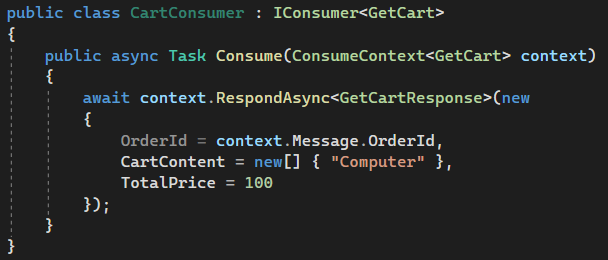 public class CartConsumer : IConsumer<GetCart>
{
    public async Task Consume(ConsumeContext<GetCart> context)
    {
        await context.RespondAsync<GetCartResponse>(new
        {
            OrderId = context.Message.OrderId,
            CartContent = new[] { "Computer" },
            TotalPrice = 100
        });
    }
}